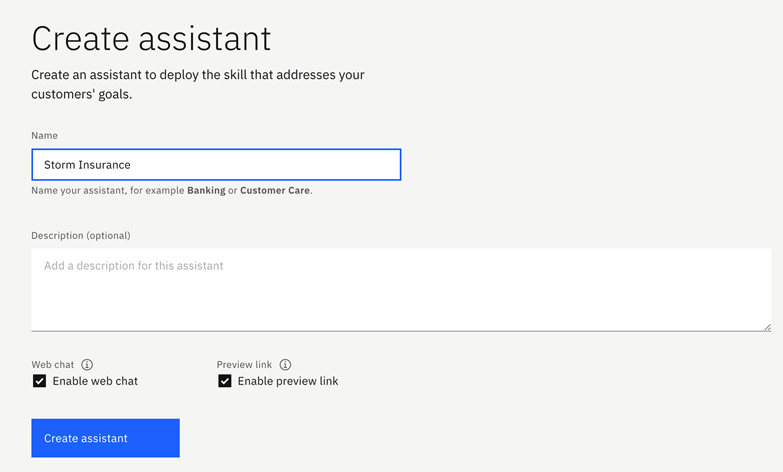 Create assistant
Create an assistant to deploy the skill that addresses your
customers' goals.
Name
Storm Insurance
Name your assistant, for example Banking or Customer Care.
Description (optional)
Add a description for this assistant
Web chat
Preview link
Enable web chat
Enable preview link
Create assistant